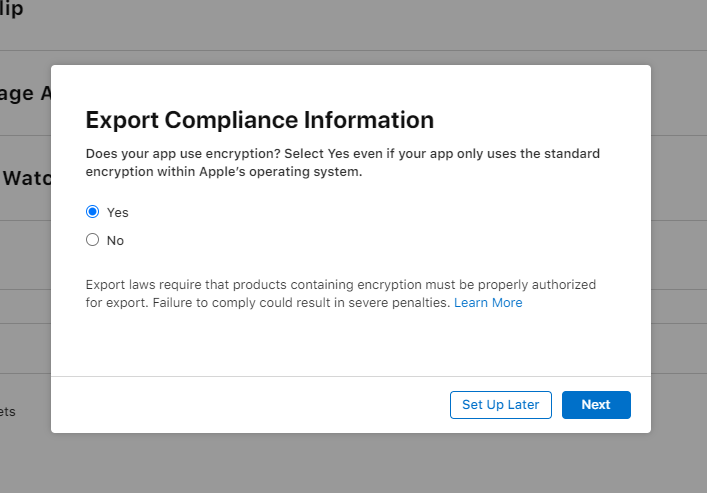 lip
age A
Watc
Export Compliance Information
Does your app use encryption? Select Yes even if your app only uses the standard
encryption within Apple's operating system.
Yes
No
Export laws require that products containing encryption must be properly authorized
for export. Failure to comply could result in severe penalties. Learn More
ets
Set Up Later
Next